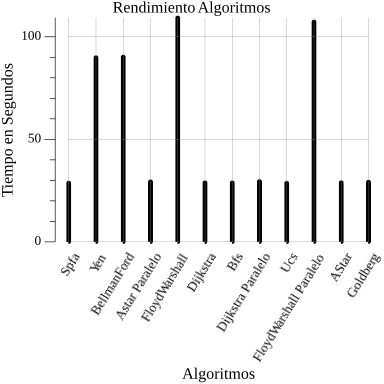 Rendimiento Algoritmos
Tiempo en Segundos
100
50
0
Spfa
Yen
BellmanFord
Astar Paralelo
FloydWarshall
Dijkstra
Bfs
Dijkstra Paralelo
Ucs
FloydWarshall Paralelo
AStar
Goldberg
Algoritmos